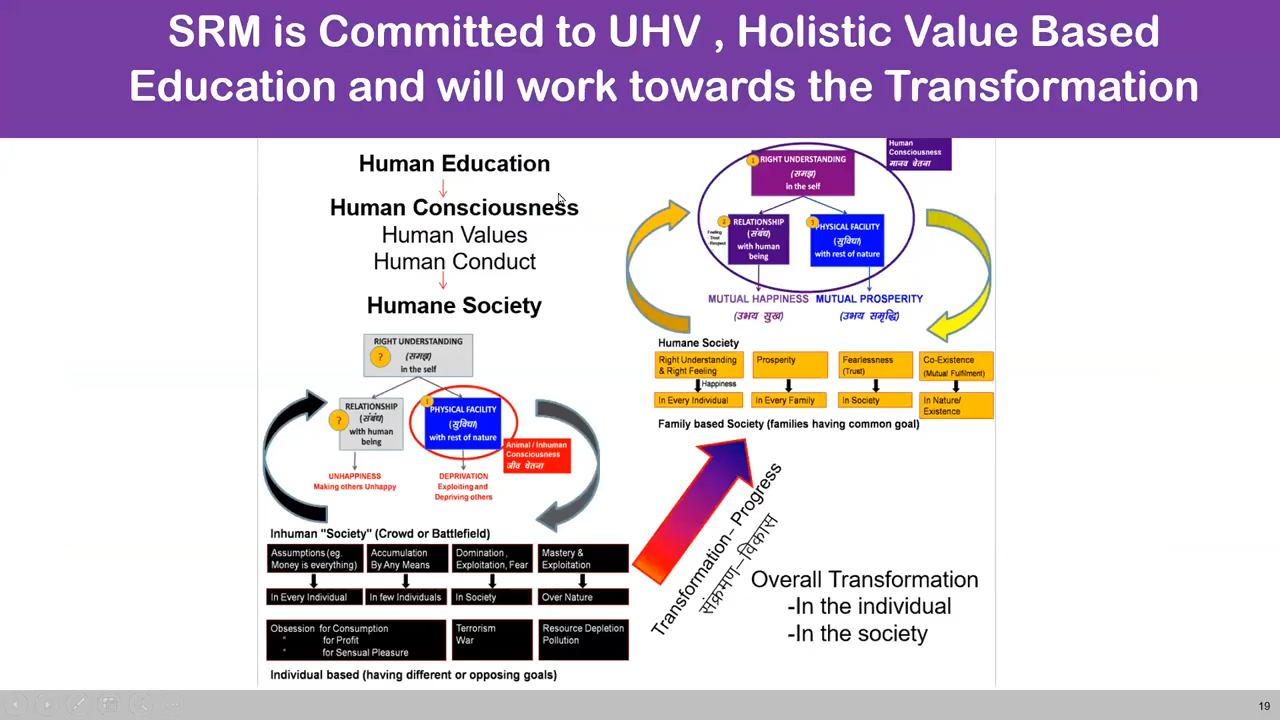 SRM is Committed to UHV , Holistic Value Based
Education and will work towards the Transformation
Human Education
Human Consciousness
Human Values
Human Conduct
Humane Society
Human
Consciousness
मानव चेतना
1
RIGHT UNDERSTANDING
(समझ)
in the self
2
RELATIONSHIP
(संबंध)
with human
being
Feeling
- Trust
- Respect
3
PHYSICAL FACILITY
(सुविधा)
with rest of nature
MUTUAL HAPPINESS
(उभय सुख)
MUTUAL PROSPERITY
(उभय समृद्धि)
Humane Society
Right Understanding
& Right Feeling
Happiness
In Every Individual
Prosperity
In Every Family
Fearlessness
(Trust)
In Society
Co-Existence
(Mutual Fulfilment)
In Nature/
Existence
Family based Society (families having common goal)
RIGHT UNDERSTANDING
?
(समझ)
in the self
RELATIONSHIP
?
(संबंध)
with human
being
PHYSICAL FACILITY
(सुविधा)
with rest of nature
Animal / Inhuman
Consciousness
जीव चेतना
UNHAPPINESS
Making others Unhappy
DEPRIVATION
Exploiting and
Depriving others
Inhuman "Society" (Crowd or Battlefield)
Assumptions (eg.
Money is everything)
In Every Individual
Accumulation
By Any Means
In few Individuals
Domination ,
Exploitation, Fear
In Society
Mastery &
Exploitation
Over Nature
Obsession for Consumption
" for Profit
" for Sensual Pleasure
Terrorism
War
Resource Depletion
Pollution
Individual based (having different or opposing goals)
Transformation– Progress
संक्रमण–विकास
Overall Transformation
-In the individual
-In the society
19